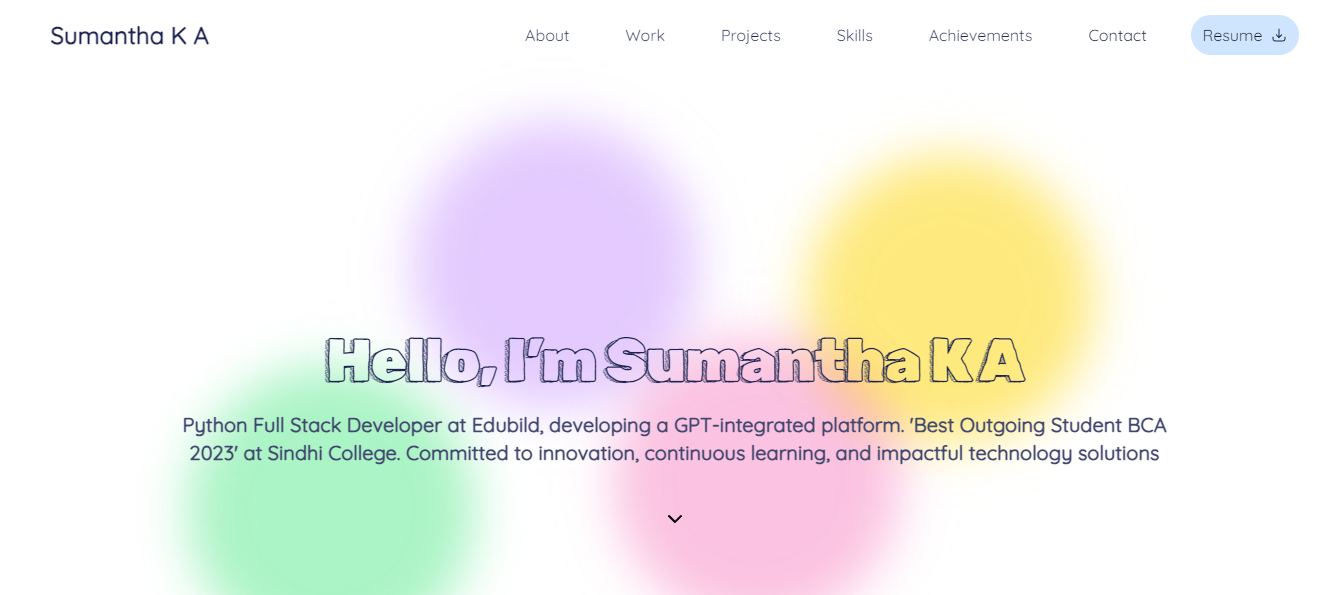 Sumantha K A
About
Work
Projects
Skills
Achievements
Contact
Resume
Hello, I'm Sumantha K A
Python Full Stack Developer at Edubild, developing a GPT-integrated platform. 'Best Outgoing Student BCA
2023' at Sindhi College. Committed to innovation, continuous learning, and impactful technology solutions